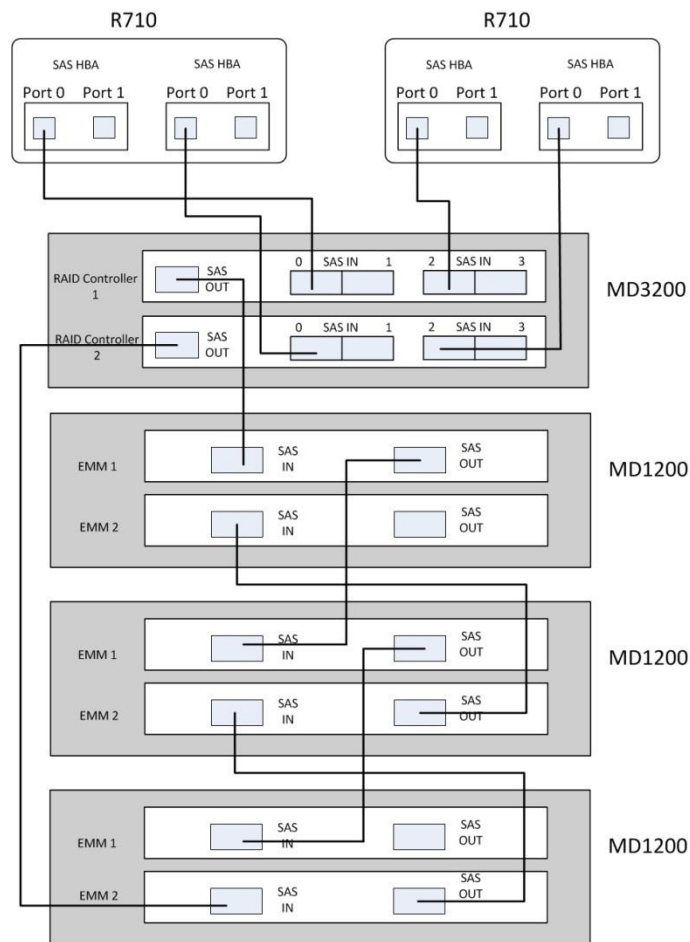 R710 R710
SAS HBA SAS HBA SAS HBA SAS HBA
Port 0 Port 1 Port 0 Port 1 Port 0 Port 1 Port 0 Port 1
RAID Controller 1 SAS OUT 0 SAS IN 1 2 SAS IN 3
MD3200
RAID Controller 2 SAS OUT 0 SAS IN 1 2 SAS IN 3
EMM 1 SAS IN SAS OUT
MD1200
EMM 2 SAS IN SAS OUT
EMM 1 SAS IN SAS OUT
MD1200
EMM 2 SAS IN SAS OUT
EMM 1 SAS IN SAS OUT
MD1200
EMM 2 SAS IN SAS OUT